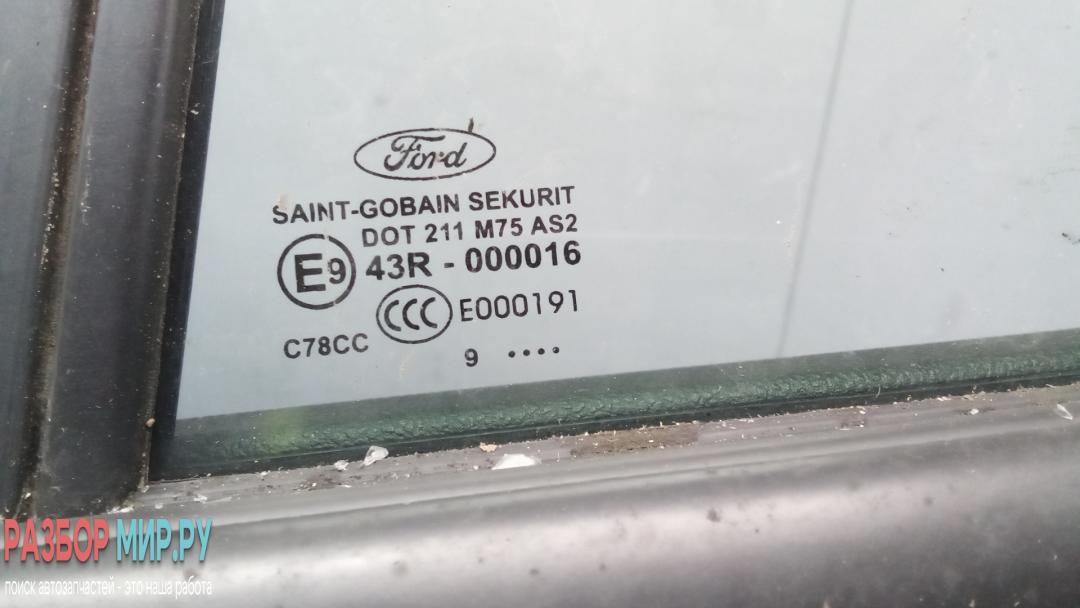 Ford
SAINT-GOBAIN SEKURIT
DOT 211 M75 AS2
E9 43R - 000016
CCC E000191
C78CC
9 ••••
РАЗБОР МИР.РУ
поиск автозапчастей - это наша работа